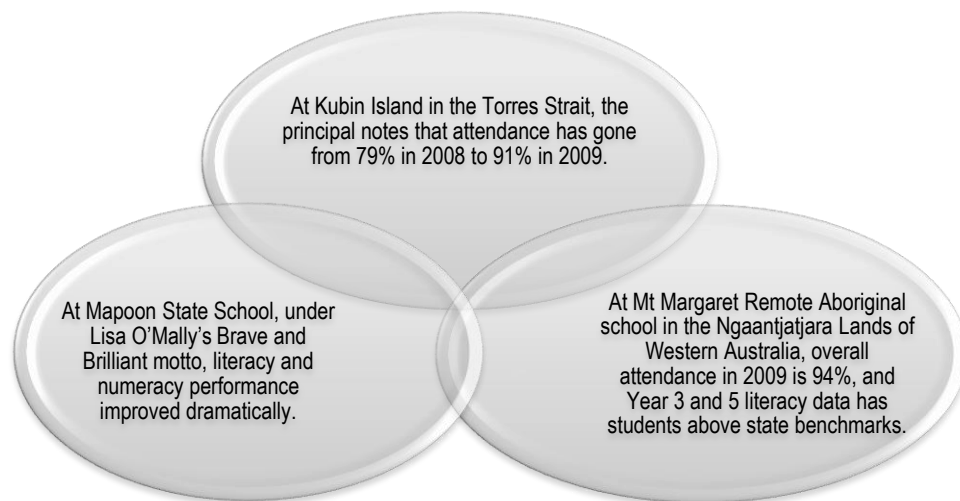 At Kubin Island in the Torres Strait, the
principal notes that attendance has gone
from 79% in 2008 to 91% in 2009.
At Mapoon State School, under
Lisa O’Mally’s Brave and
Brilliant motto, literacy and
numeracy performance
improved dramatically.
At Mt Margaret Remote Aboriginal
school in the Ngaantjatjara Lands of
Western Australia, overall
attendance in 2009 is 94%, and
Year 3 and 5 literacy data has
students above state benchmarks.